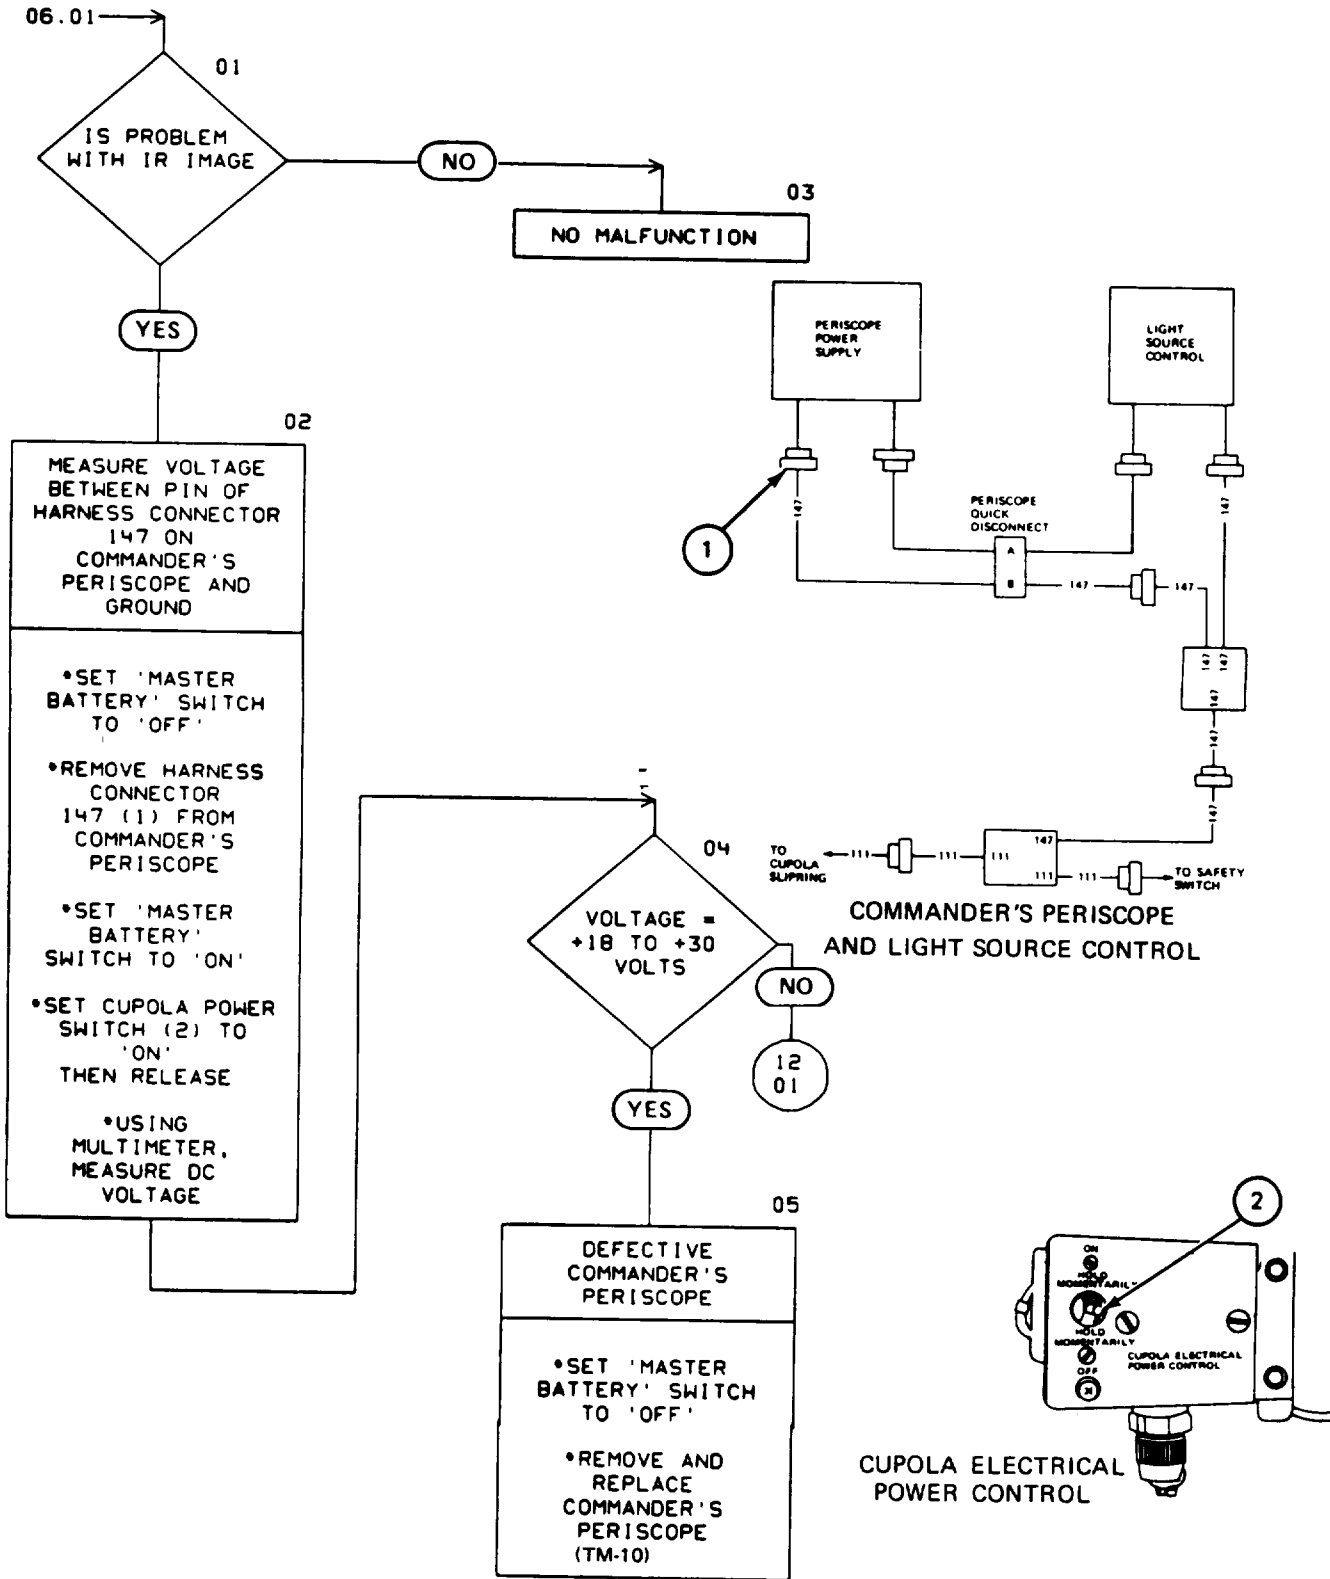 06.01
01
IS PROBLEM
WITH IR IMAGE
NO
03
NO MALFUNCTION
YES
02
MEASURE VOLTAGE
BETWEEN PIN OF
HARNESS CONNECTOR
147 ON
COMMANDER'S
PERISCOPE AND
GROUND
•SET 'MASTER
BATTERY' SWITCH
TO 'OFF'
•REMOVE HARNESS
CONNECTOR
147 (1) FROM
COMMANDER'S
PERISCOPE
•SET 'MASTER
BATTERY'
SWITCH TO 'ON'
•SET CUPOLA POWER
SWITCH (2) TO
'ON'
THEN RELEASE
•USING
MULTIMETER,
MEASURE DC
VOLTAGE
04
VOLTAGE =
+18 TO +30
VOLTS
NO
12
01
YES
05
DEFECTIVE
COMMANDER'S
PERISCOPE
•SET 'MASTER
BATTERY' SWITCH
TO 'OFF'
•REMOVE AND
REPLACE
COMMANDER'S
PERISCOPE
(TM-10)
PERISCOPE
POWER
SUPPLY
LIGHT
SOURCE
CONTROL
1
147
PERISCOPE
QUICK
DISCONNECT
A
B
147
147
147
147
147
147
147
147
TO
CUPOLA
SLIPRING
111
111
111
147
111
111
TO SAFETY
SWITCH
COMMANDER'S PERISCOPE
AND LIGHT SOURCE CONTROL
2
ON
HOLD
MOMENTARILY
HOLD
MOMENTARILY
OFF
CUPOLA ELECTRICAL
POWER CONTROL
CUPOLA ELECTRICAL
POWER CONTROL